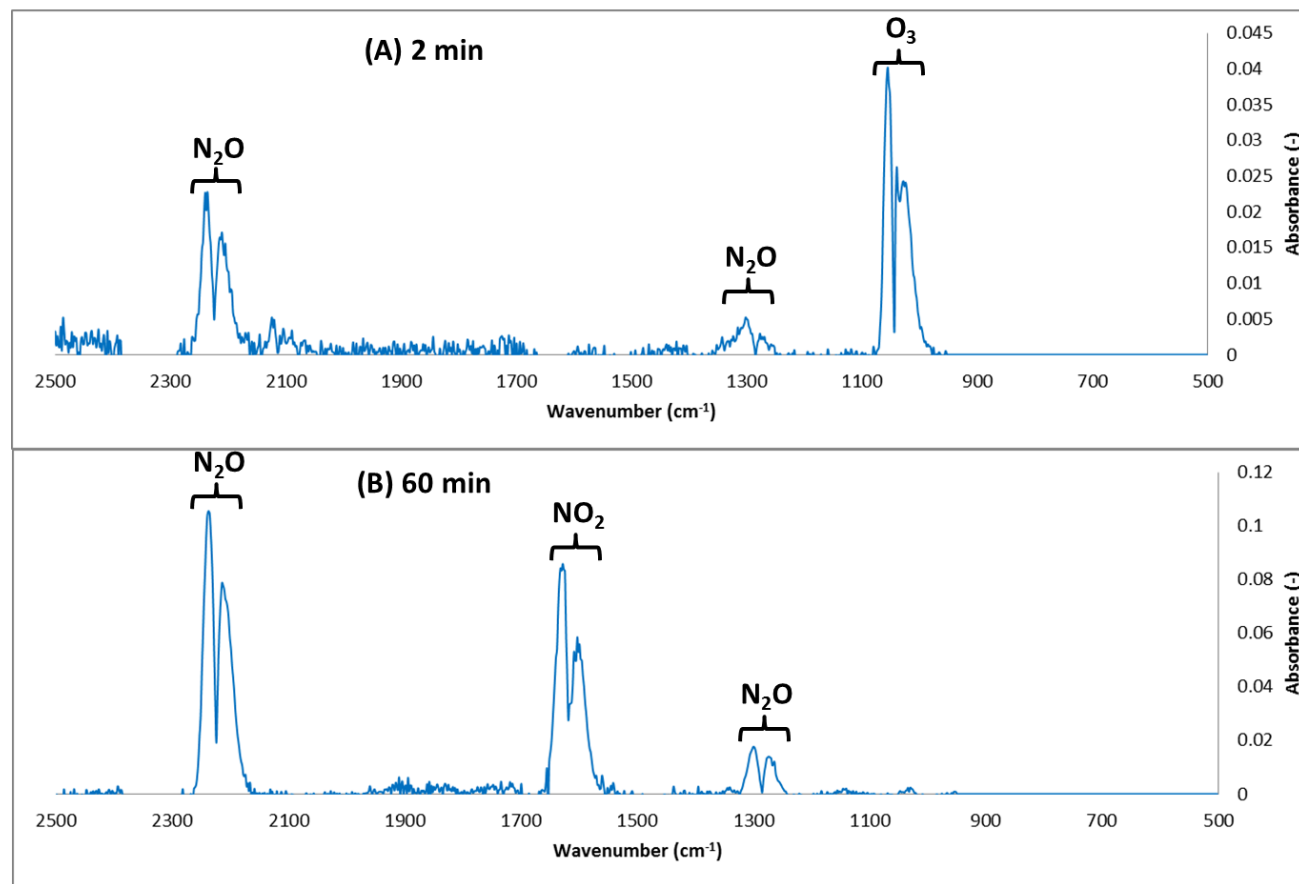 (A) 2 min
O₃
N₂O
N₂O
0.045
0.04
0.035
0.03
0.025
0.02
0.015
0.01
0.005
0
Absorbance (-)
2500 2300 2100 1900 1700 1500 1300 1100 900 700 500
Wavenumber (cm⁻¹)
(B) 60 min
N₂O
NO₂
N₂O
0.12
0.1
0.08
0.06
0.04
0.02
0
Absorbance (-)
2500 2300 2100 1900 1700 1500 1300 1100 900 700 500
Wavenumber (cm⁻¹)